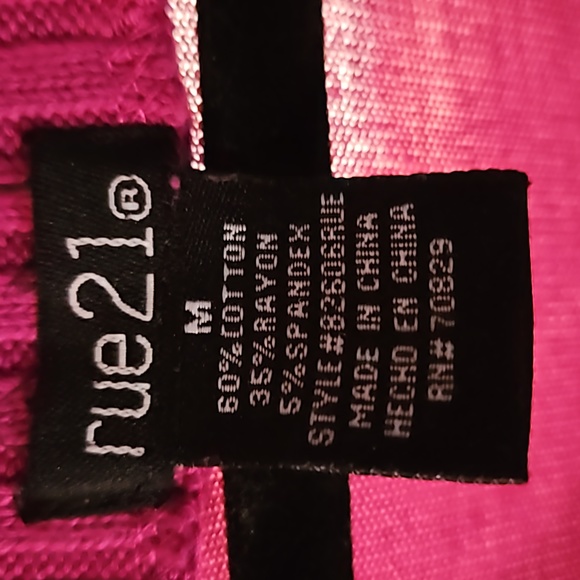 rue21®
M
60%COTTON
35%RAYON
5%SPANDEX
STYLE#82606RUE
MADE IN CHINA
HECHO EN CHINA
RN# 70829